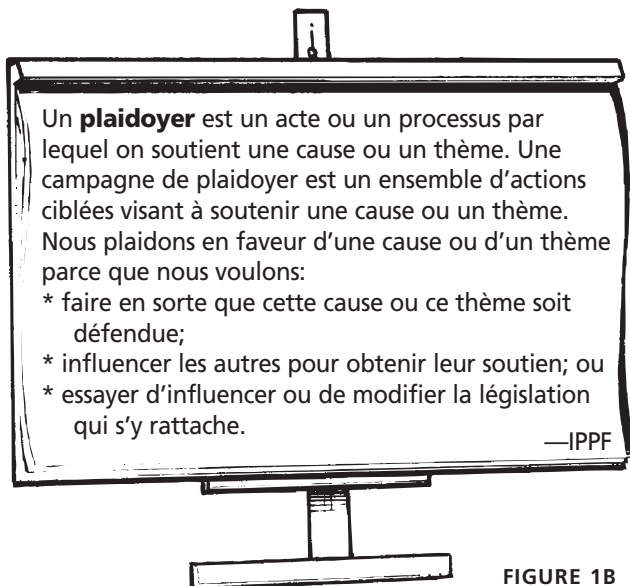 Un plaidoyer est un acte ou un processus par
lequel on soutient une cause ou un thème. Une
campagne de plaidoyer est un ensemble d'actions
ciblées visant à soutenir une cause ou un thème.
Nous plaidons en faveur d'une cause ou d'un thème
parce que nous voulons:
* faire en sorte que cette cause ou ce thème soit
défendue;
* influencer les autres pour obtenir leur soutien; ou
* essayer d'influencer ou de modifier la législation
qui s'y rattache.
—IPPF
FIGURE 1B